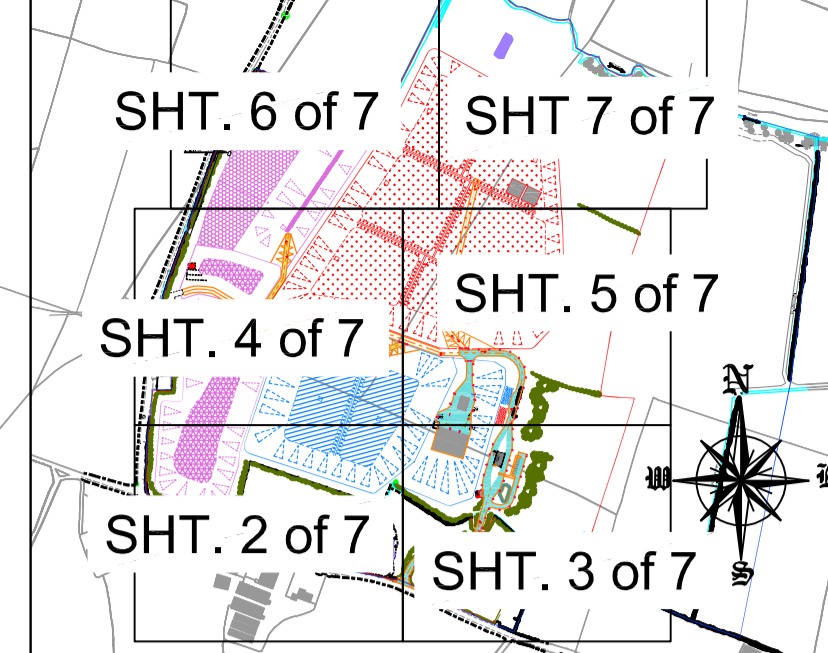 SHT. 6 of 7
SHT 7 of 7
SHT. 5 of 7
SHT. 4 of 7
N
W
S
SHT. 2 of 7
SHT. 3 of 7